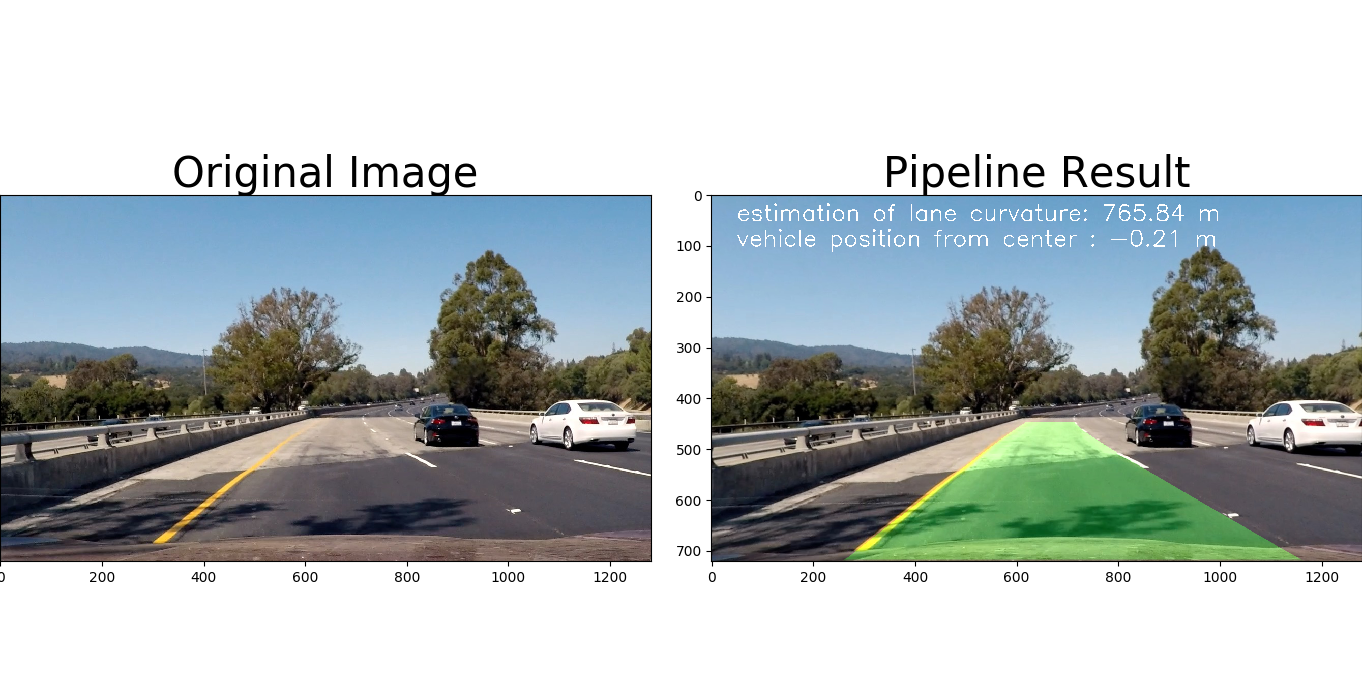 Original Image
Pipeline Result
estimation of lane curvature: 765.84 m
vehicle position from center : −0.21 m
0
100
200
300
400
500
600
700
0 200 400 600 800 1000 1200
0 200 400 600 800 1000 1200